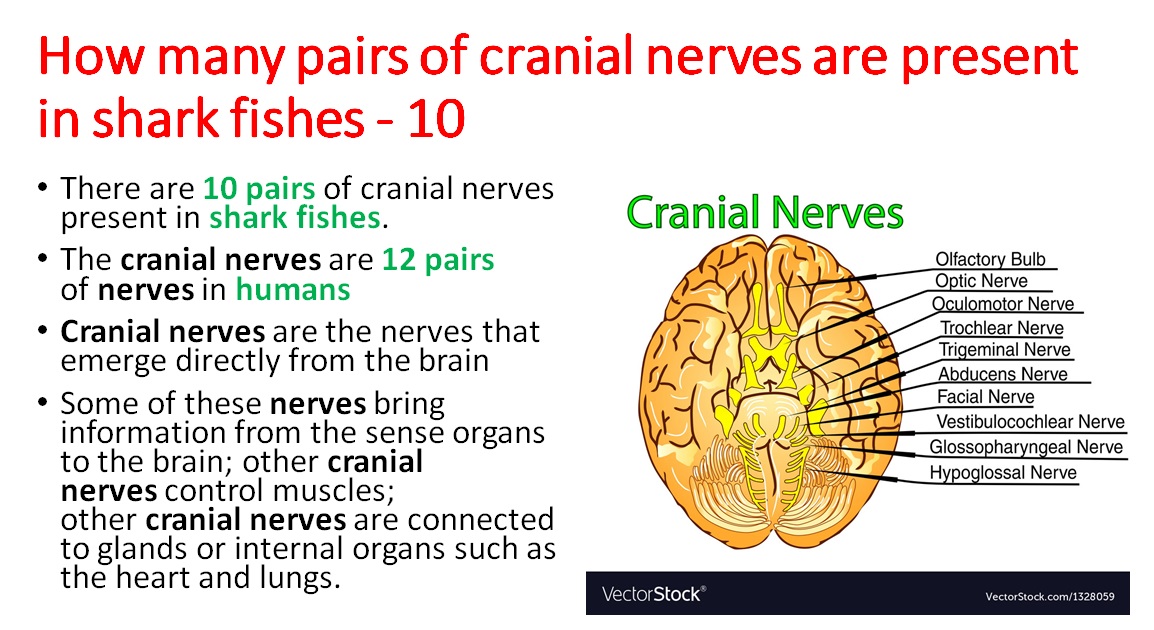 How many pairs of cranial nerves are present
in shark fishes - 10
• There are 10 pairs of cranial nerves
present in shark fishes.
• The cranial nerves are 12 pairs
of nerves in humans
• Cranial nerves are the nerves that
emerge directly from the brain
• Some of these nerves bring
information from the sense organs
to the brain; other cranial
nerves control muscles;
other cranial nerves are connected
to glands or internal organs such as
the heart and lungs.
Cranial Nerves
Olfactory Bulb
Optic Nerve
Oculomotor Nerve
Trochlear Nerve
Trigeminal Nerve
Abducens Nerve
Facial Nerve
Vestibulocochlear Nerve
Glossopharyngeal Nerve
Hypoglossal Nerve
VectorStock®
VectorStock.com/1328059